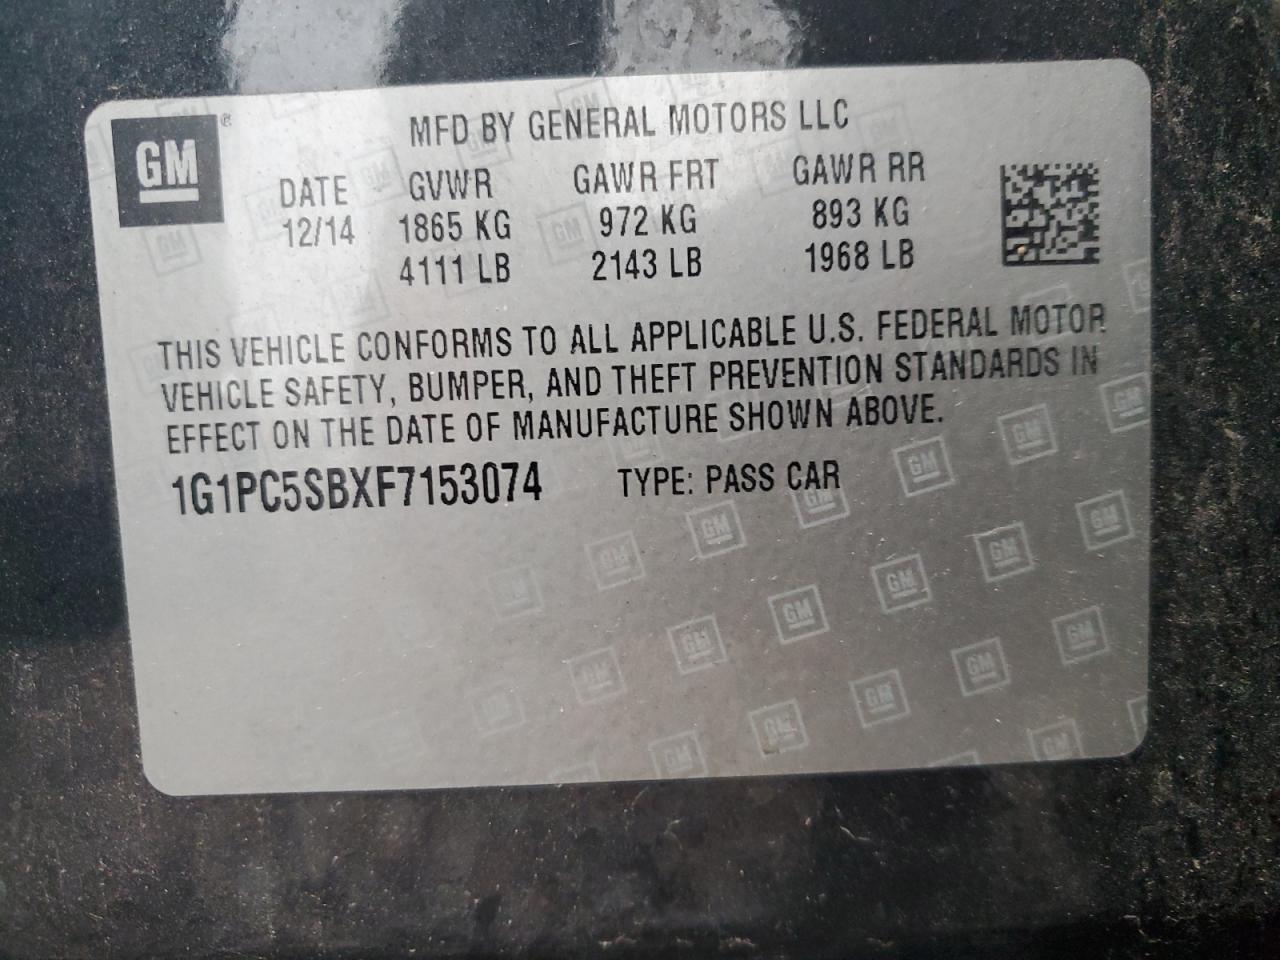 GM ®
MFD BY GENERAL MOTORS LLC
DATE GVWR GAWR FRT GAWR RR
12/14 1865 KG 972 KG 893 KG
4111 LB 2143 LB 1968 LB
THIS VEHICLE CONFORMS TO ALL APPLICABLE U.S. FEDERAL MOTOR
VEHICLE SAFETY, BUMPER, AND THEFT PREVENTION STANDARDS IN
EFFECT ON THE DATE OF MANUFACTURE SHOWN ABOVE.
1G1PC5SBXF7153074 TYPE: PASS CAR